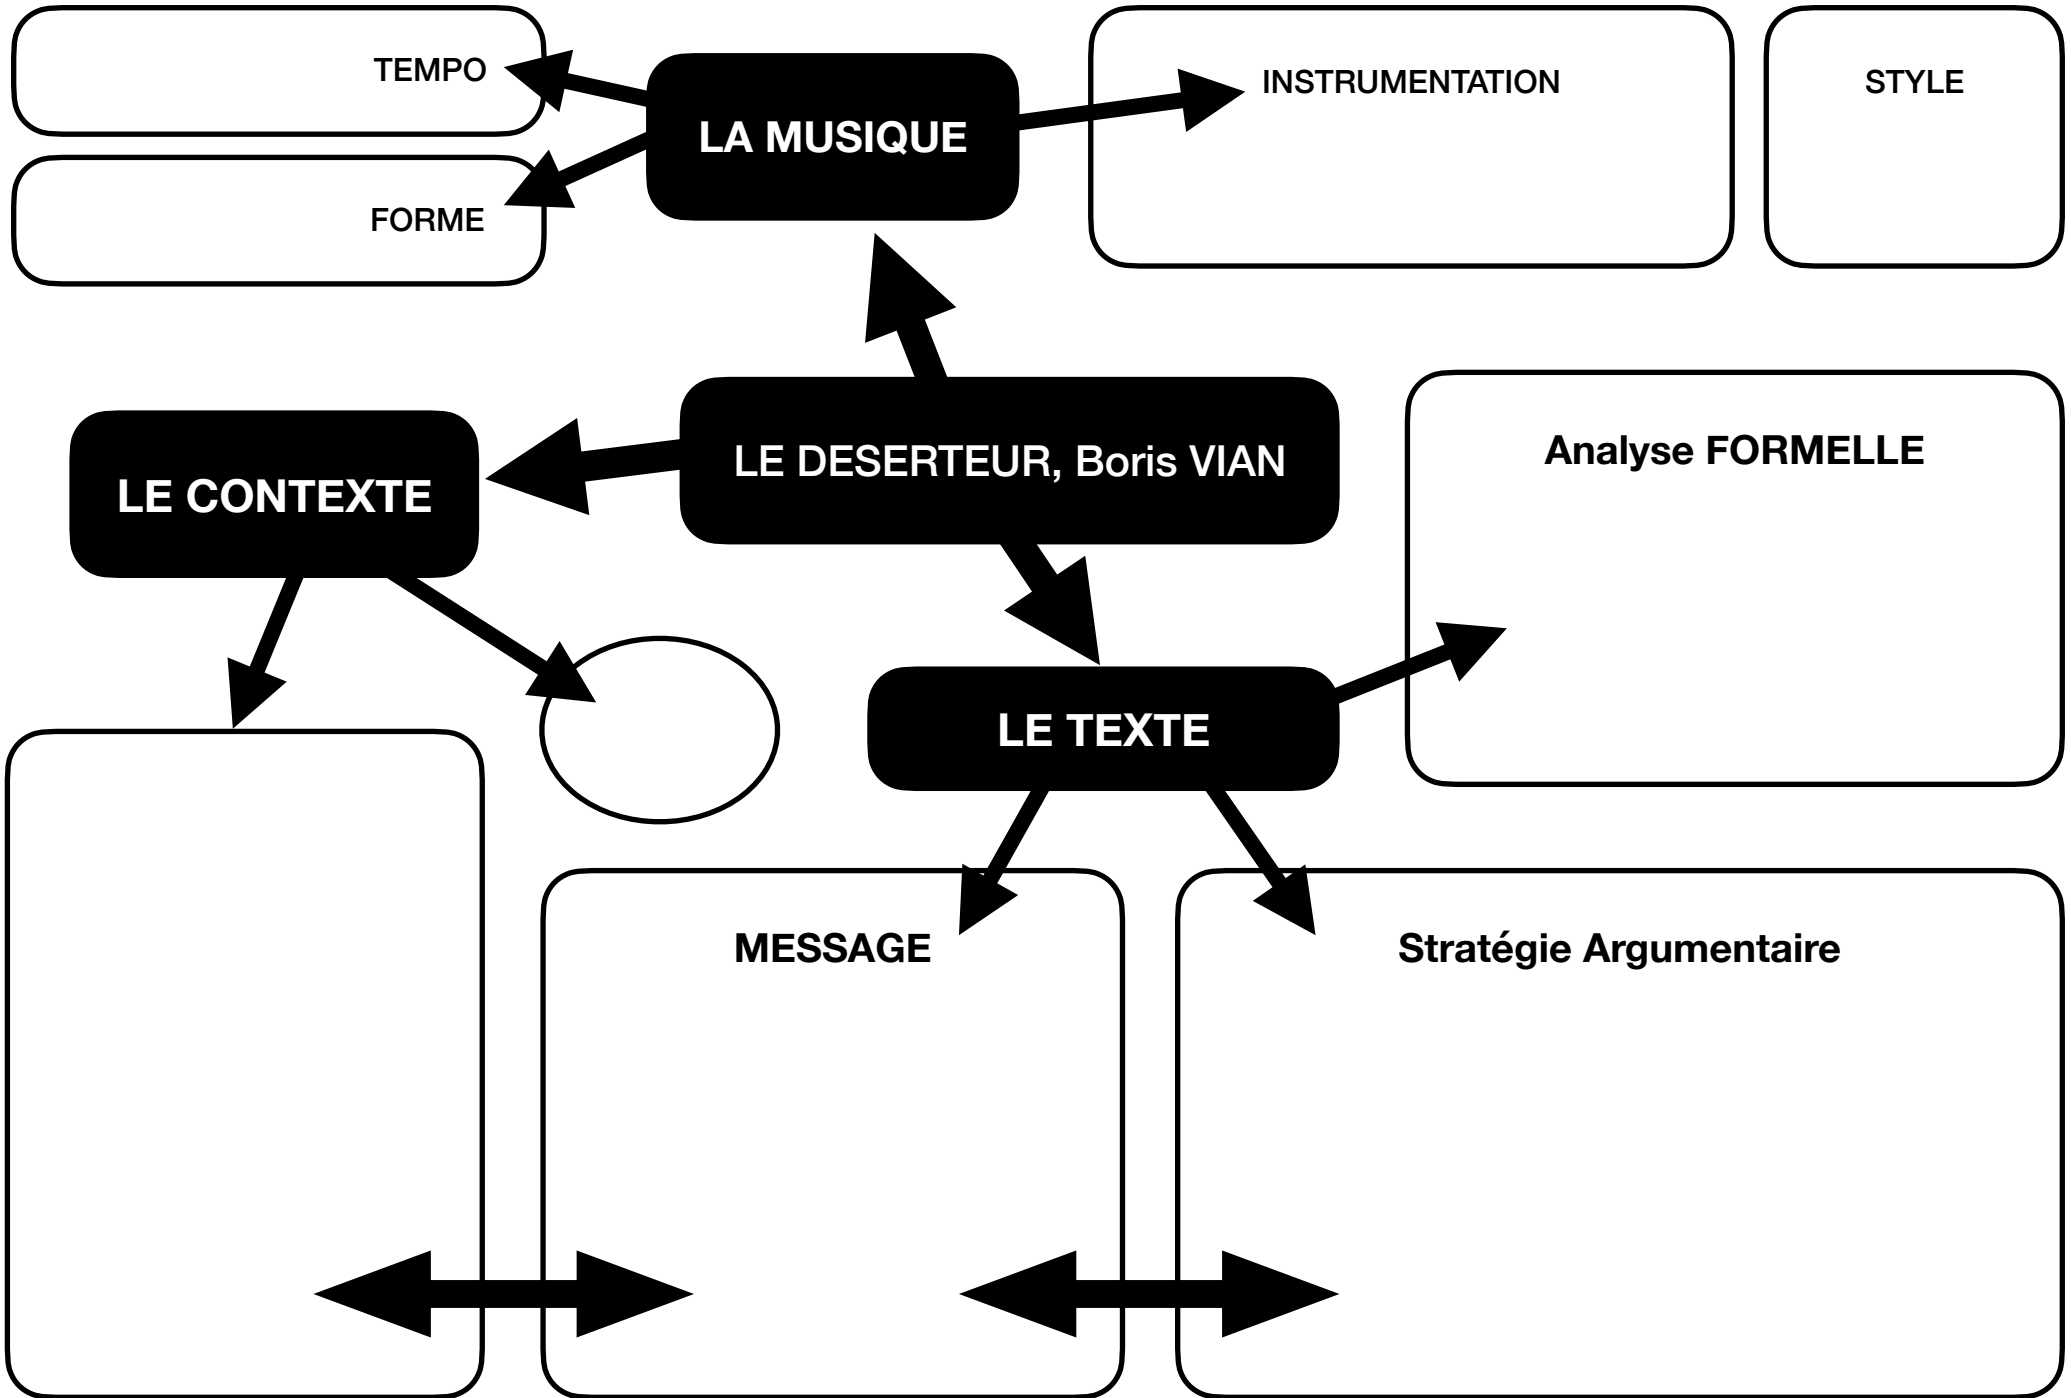 TEMPO
LA MUSIQUE
INSTRUMENTATION
STYLE
FORME
LE DESERTEUR, Boris VIAN
Analyse FORMELLE
LE CONTEXTE
LE TEXTE
MESSAGE
Stratégie Argumentaire